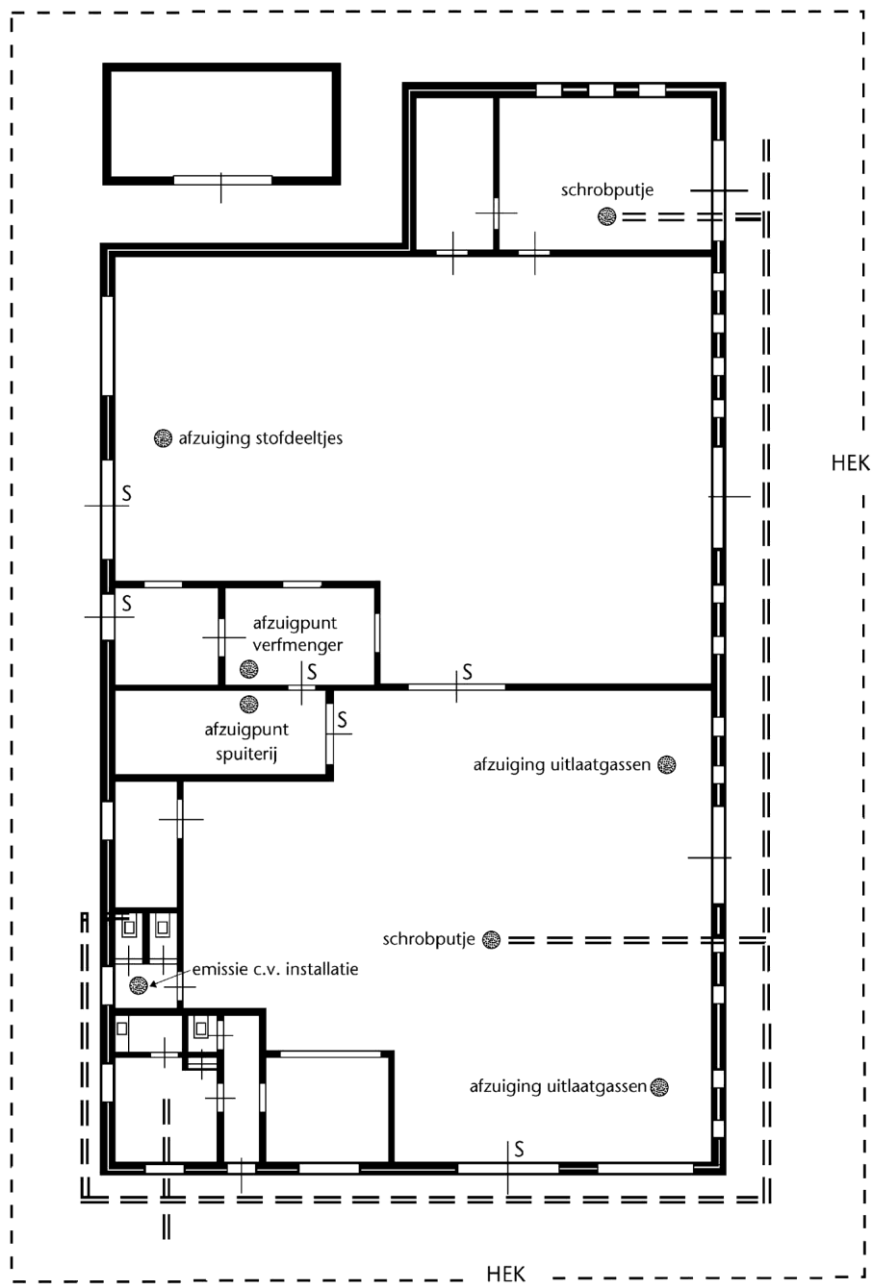 schrobputje
HEK
afzuiging stofdeeltjes
S
S
afzuigpunt
verfmenger
S
S
afzuigpunt
spuiterij
S
afzuiging uitlaatgassen
schrobputje
emissie c.v. installatie
afzuiging uitlaatgassen
S
HEK